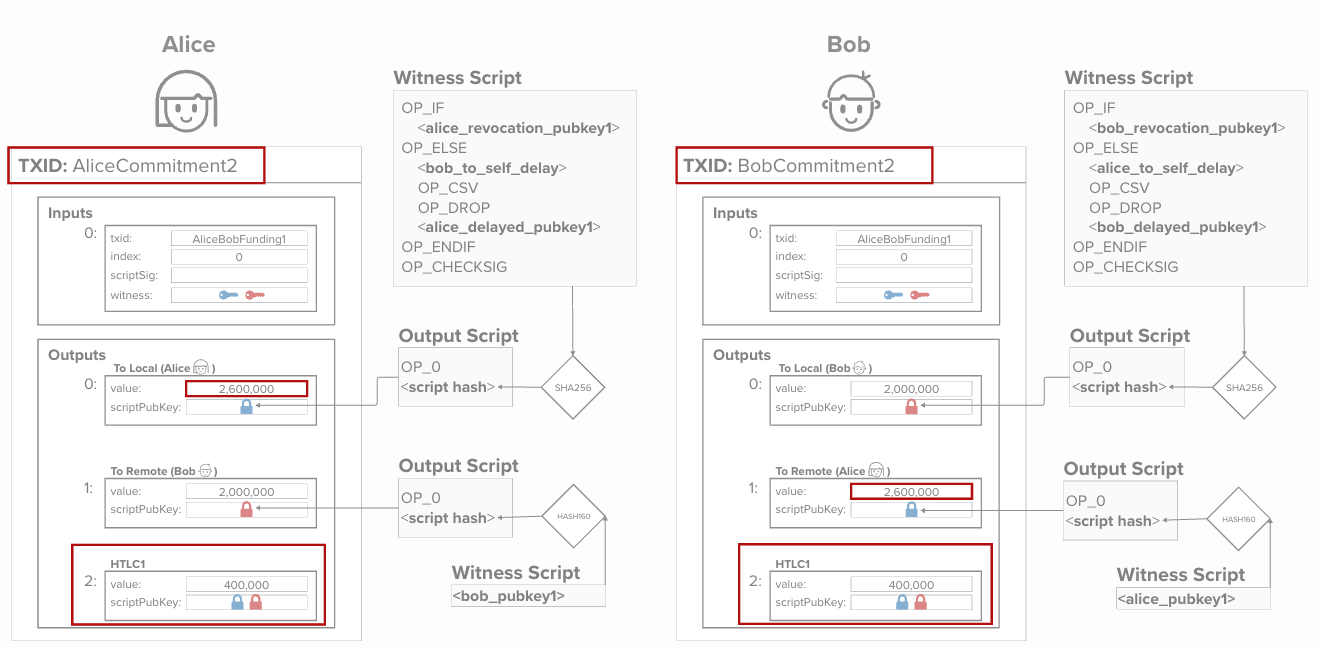 Alice
Witness Script
OP_IF
<alice_revocation_pubkey1>
OP_ELSE
<bob_to_self_delay>
OP_CSV
OP_DROP
<alice_delayed_pubkey1>
OP_ENDIF
OP_CHECKSIG
TXID: AliceCommitment2
Inputs
0:
txid: AliceBobFunding1
index: 0
scriptSig:
witness:
Outputs
To Local (Alice )
0:
value: 2,600,000
scriptPubKey:
Output Script
OP_0
<script hash>
SHA256
To Remote (Bob )
1:
value: 2,000,000
scriptPubKey:
Output Script
OP_0
<script hash>
HASH160
Witness Script
<bob_pubkey1>
HTLC1
2:
value: 400,000
scriptPubKey:
Bob
Witness Script
OP_IF
<bob_revocation_pubkey1>
OP_ELSE
<alice_to_self_delay>
OP_CSV
OP_DROP
<bob_delayed_pubkey1>
OP_ENDIF
OP_CHECKSIG
TXID: BobCommitment2
Inputs
0:
txid: AliceBobFunding1
index: 0
scriptSig:
witness:
Outputs
To Local (Bob )
0:
value: 2,000,000
scriptPubKey:
Output Script
OP_0
<script hash>
SHA256
To Remote (Alice )
1:
value: 2,600,000
scriptPubKey:
Output Script
OP_0
<script hash>
HASH160
Witness Script
<alice_pubkey1>
HTLC1
2:
value: 400,000
scriptPubKey: